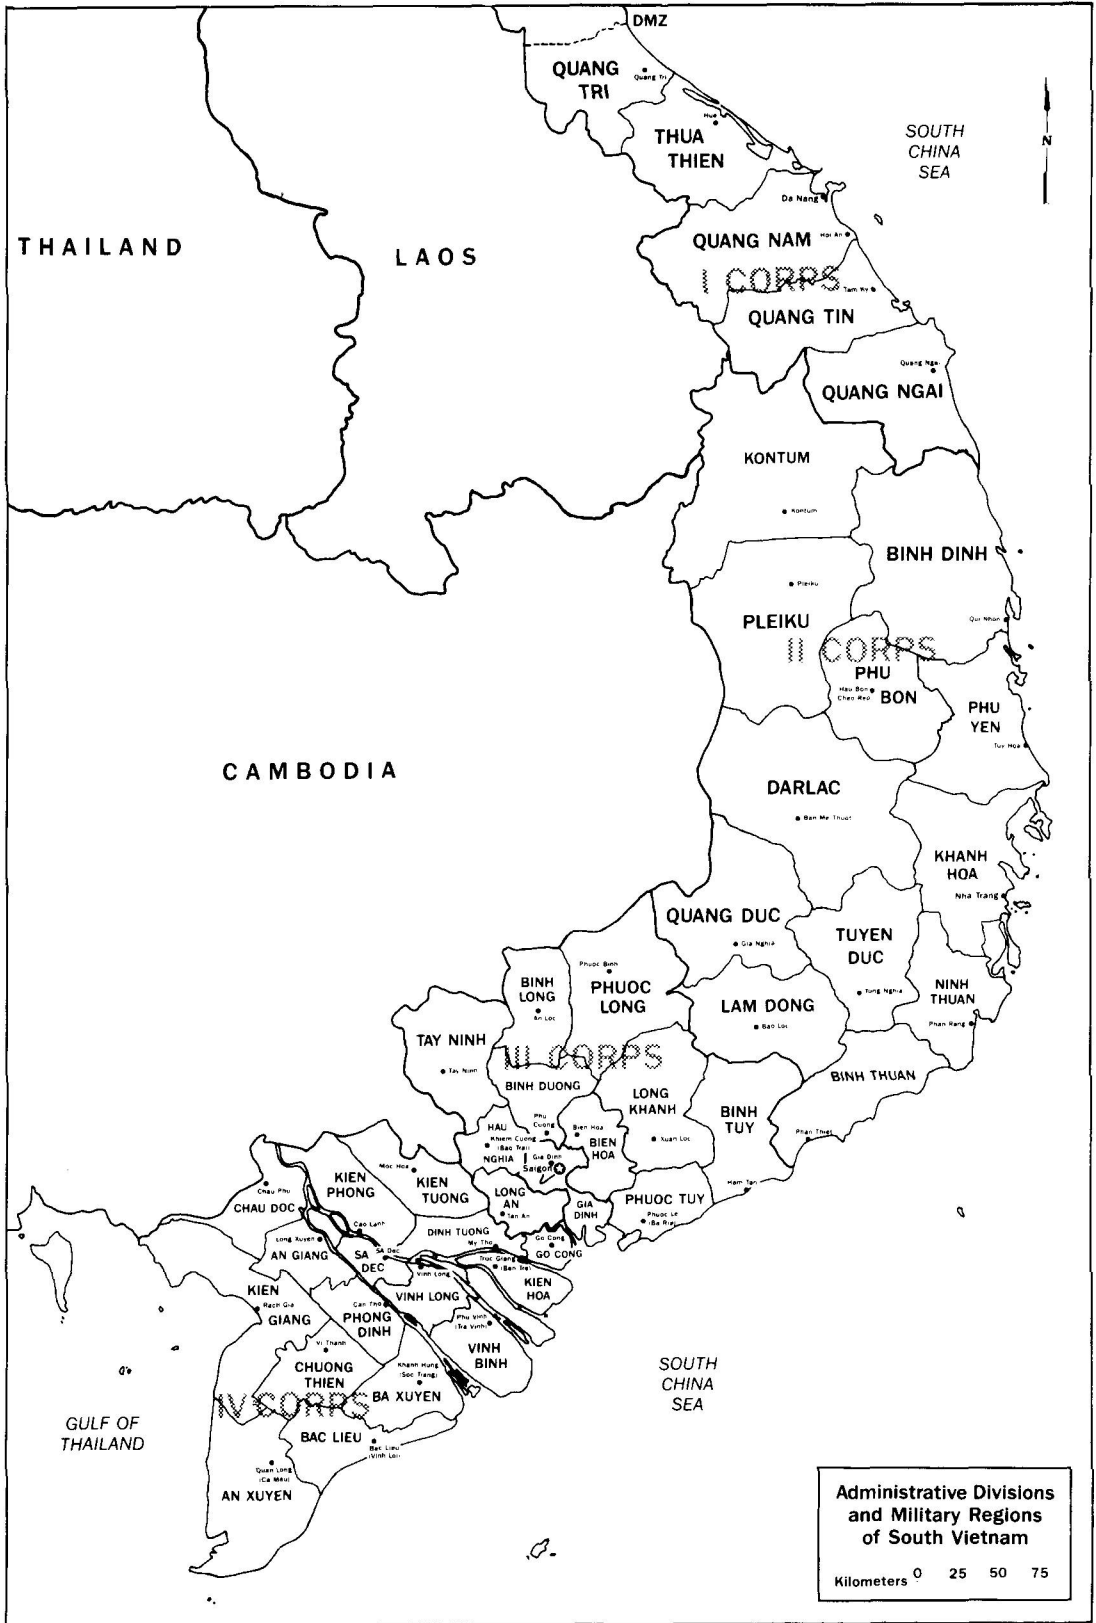 DMZ
QUANG
TRI
Quang Tri
Hue
THUA
THIEN
SOUTH
CHINA
SEA
N
Da Nang
THAILAND
LAOS
QUANG NAM
Hoi An
I CORPS
Tam Ky
QUANG TIN
Quang Ngai
QUANG NGAI
KONTUM
Kontum
BINH DINH
Pleiku
PLEIKU
Qui Nhon
II CORPS
PHU
BON
Hau Bon
Cheo Reo
PHU
YEN
Tuy Hoa
CAMBODIA
DARLAC
Ban Me Thuot
KHANH
HOA
Nha Trang
QUANG DUC
Gia Nghia
TUYEN
DUC
Tung Nghia
Phuoc Binh
PHUOC
LONG
BINH
LONG
An Loc
LAM DONG
Bao Loc
NINH
THUAN
Phan Rang
TAY NINH
Tay Ninh
III CORPS
BINH DUONG
LONG
KHANH
Xuan Loc
BINH THUAN
Phan Thiet
BINH
TUY
Ham Tan
Phu
Cuong
Bien Hoa
BIEN
HOA
HAU
Khiem Cuong
(Bao Trai)
NGHIA
Gia Dinh
Saigon
KIEN
PHONG
Moc Hoa
KIEN
TUONG
LONG
AN
Tan An
GIA
DINH
PHUOC TUY
Phuoc Le
(Ba Ria)
Chau Phu
CHAU DOC
Cao Lanh
DINH TUONG
My Tho
Go Cong
GO CONG
Long Xuyen
AN GIANG
SA
DEC
SA Dec
Truc Giang
(Ben Tre)
Vinh Long
KIEN
HOA
KIEN
GIANG
Rach Gia
Can Tho
PHONG
DINH
VINH LONG
Phu Vinh
(Tra Vinh)
VINH
BINH
Vi Thanh
CHUONG
THIEN
Khanh Hung
(Soc Trang)
BA XUYEN
IV CORPS
SOUTH
CHINA
SEA
GULF OF
THAILAND
BAC LIEU
Bac Lieu
(Vinh Loi)
Quan Long
(Ca Mau)
AN XUYEN
Administrative Divisions
and Military Regions
of South Vietnam
Kilometers 0 25 50 75